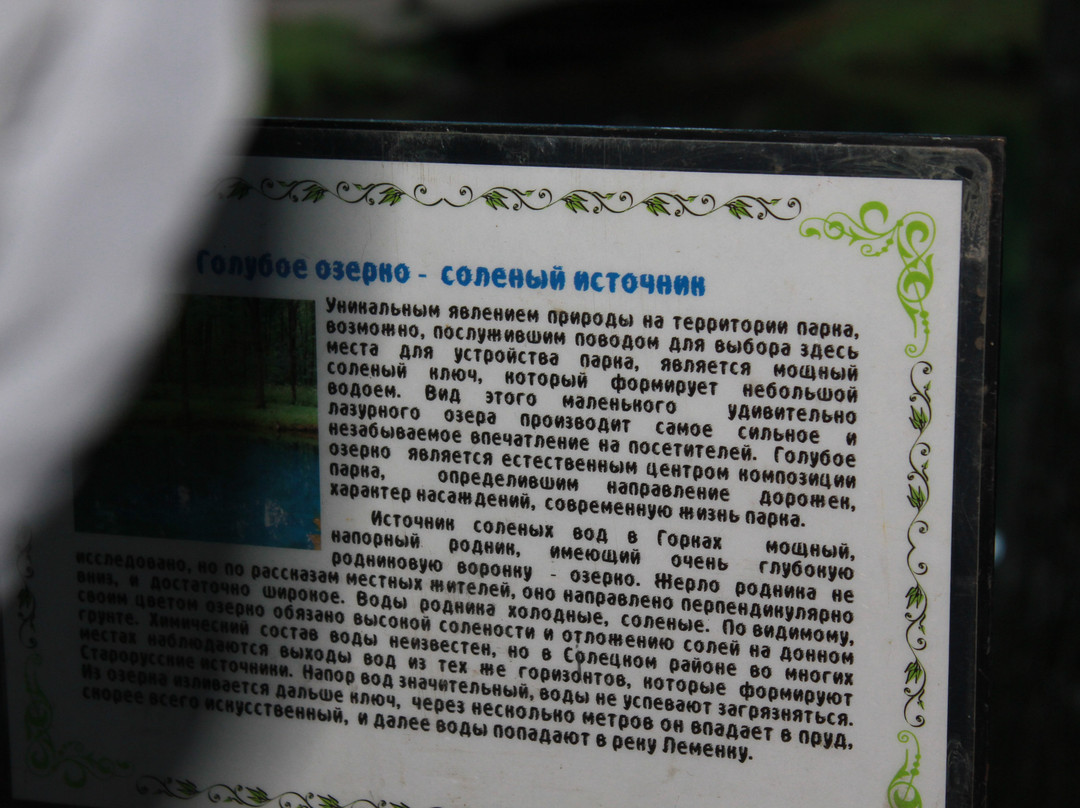 Голубое озерко - соленый источник
Уникальным явлением природы на территории парка,
возможно, послужившим поводом для выбора здесь
места для устройства парка, является мощный
соленый ключ, который формирует небольшой
водоем. Вид этого маленького удивительно
лазурного озера производит самое сильное и
незабываемое впечатление на посетителей. Голубое
озерко является естественным центром композиции
парка, определившим направление дорожек,
характер насаждений, современную жизнь парка.
Источник соленых вод в Горках мощный,
напорный родник, имеющий очень глубокую
родниковую воронку - озерко. Жерло родника не
исследовано, но по рассказам местных жителей, оно направлено перпендикулярно
вниз, и достаточно широкое. Воды родника холодные, соленые. По видимому,
своим цветом озерко обязано высокой солености и отложению солей на донном
грунте. Химический состав воды неизвестен, но в Солецком районе во многих
местах наблюдаются выходы вод из тех же горизонтов, которые формируют
Старорусские источники. Напор вод значительный, воды не успевают загрязняться.
Из озерка изливается дальше ключ, через несколько метров он впадает в пруд,
скорее всего искусственный, и далее воды попадают в реку Леменку.